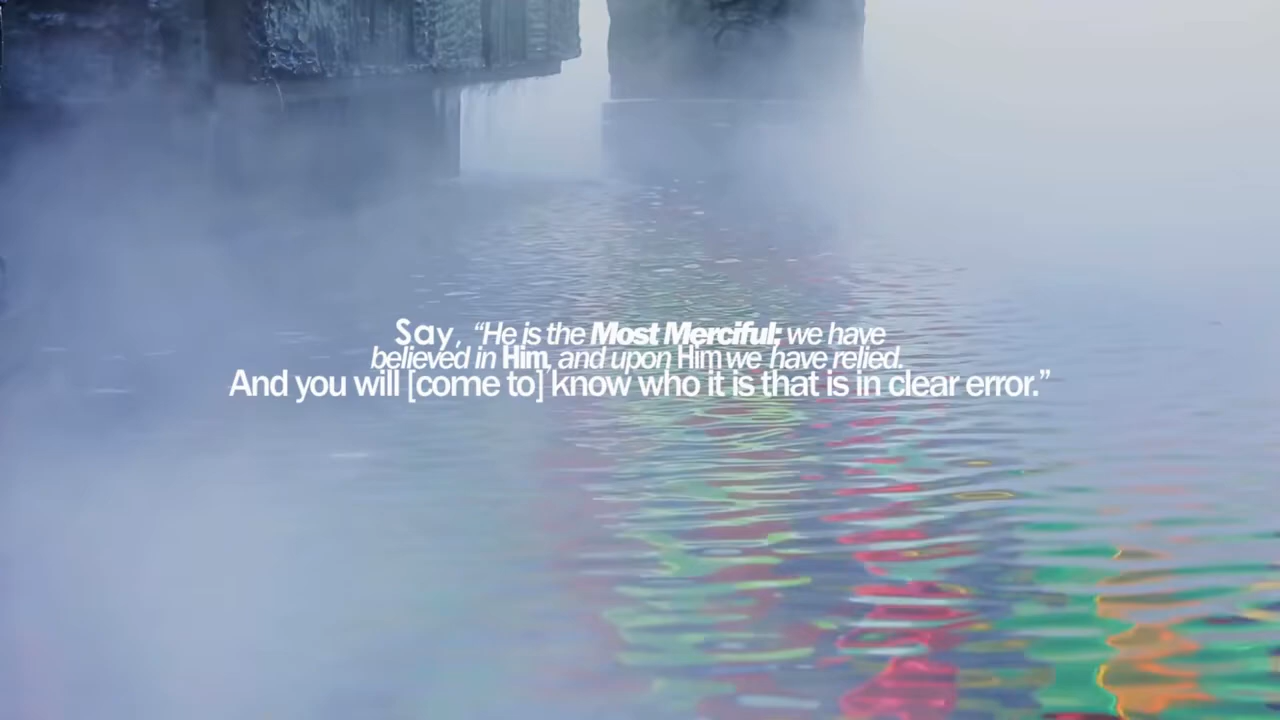 Say, “He is the Most Merciful; we have
believed in Him, and upon Him we have relied.
And you will [come to] know who it is that is in clear error.”